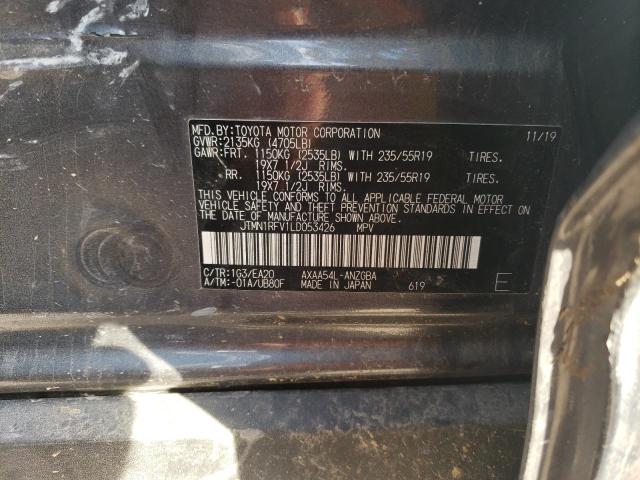 MFD.BY:TOYOTA MOTOR CORPORATION 11/19
GVWR:2135KG (4705LB)
GAWR:FRT. 1150KG (2535LB) WITH 235/55R19 TIRES.
19X7 1/2J RIMS.
RR. 1150KG (2535LB) WITH 235/55R19 TIRES.
19X7 1/2J RIMS.
THIS VEHICLE CONFORMS TO ALL APPLICABLE FEDERAL MOTOR
VEHICLE SAFETY AND THEFT PREVENTION STANDARDS IN EFFECT
ON THE DATE OF MANUFACTURE SHOWN ABOVE.
JTMN1RFV1LD053426 MPV
C/TR:1G3/EA20 AXAA54L-ANZGBA
A/TM:-01A/UB80F MADE IN JAPAN 619 E